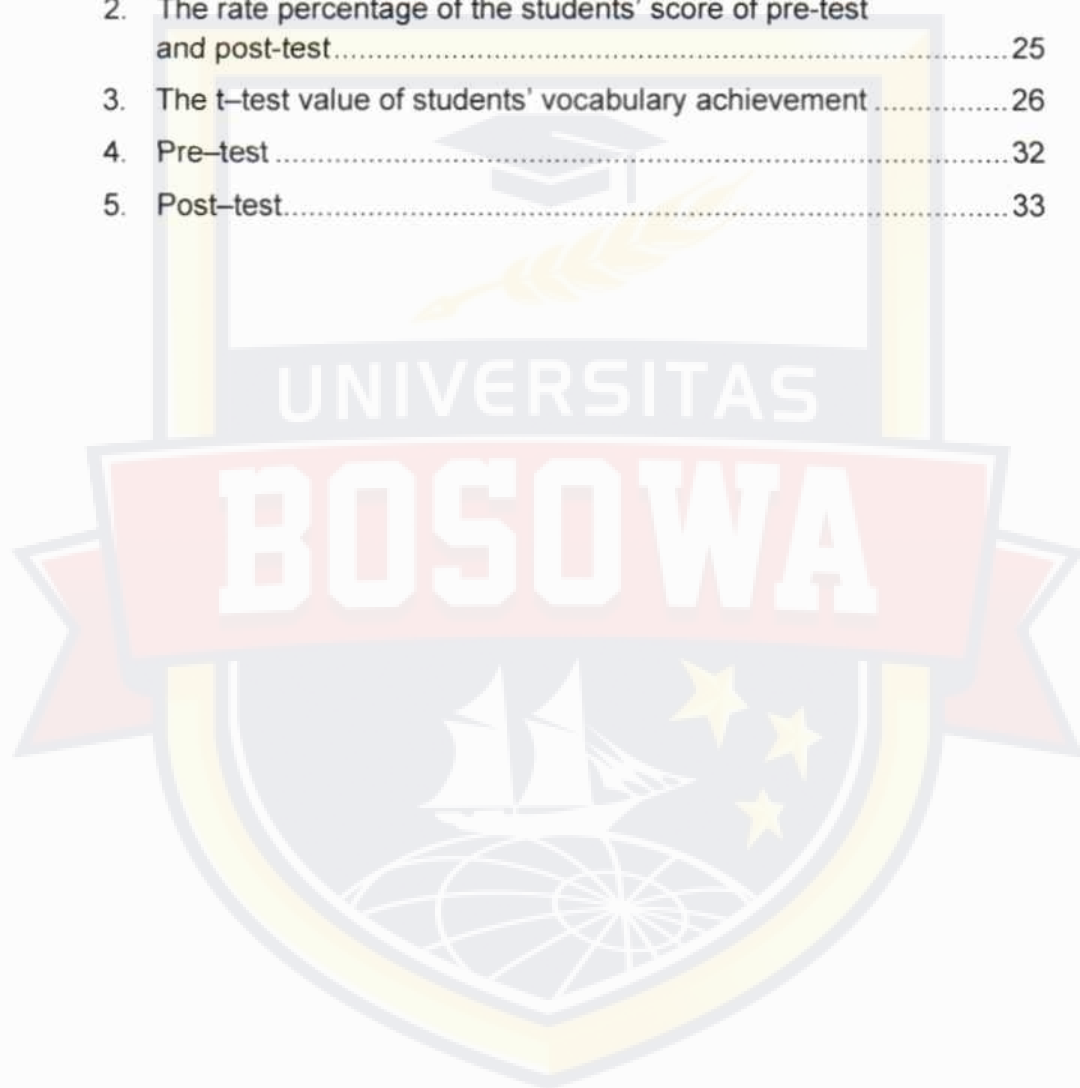 2. The rate percentage of the students' score of pre-test
and post-test........................................................................................25
3. The t–test value of students' vocabulary achievement .................26
4. Pre–test ..............................................................................................32
5. Post–test.............................................................................................33
UNIVERSITAS
BOSOWA